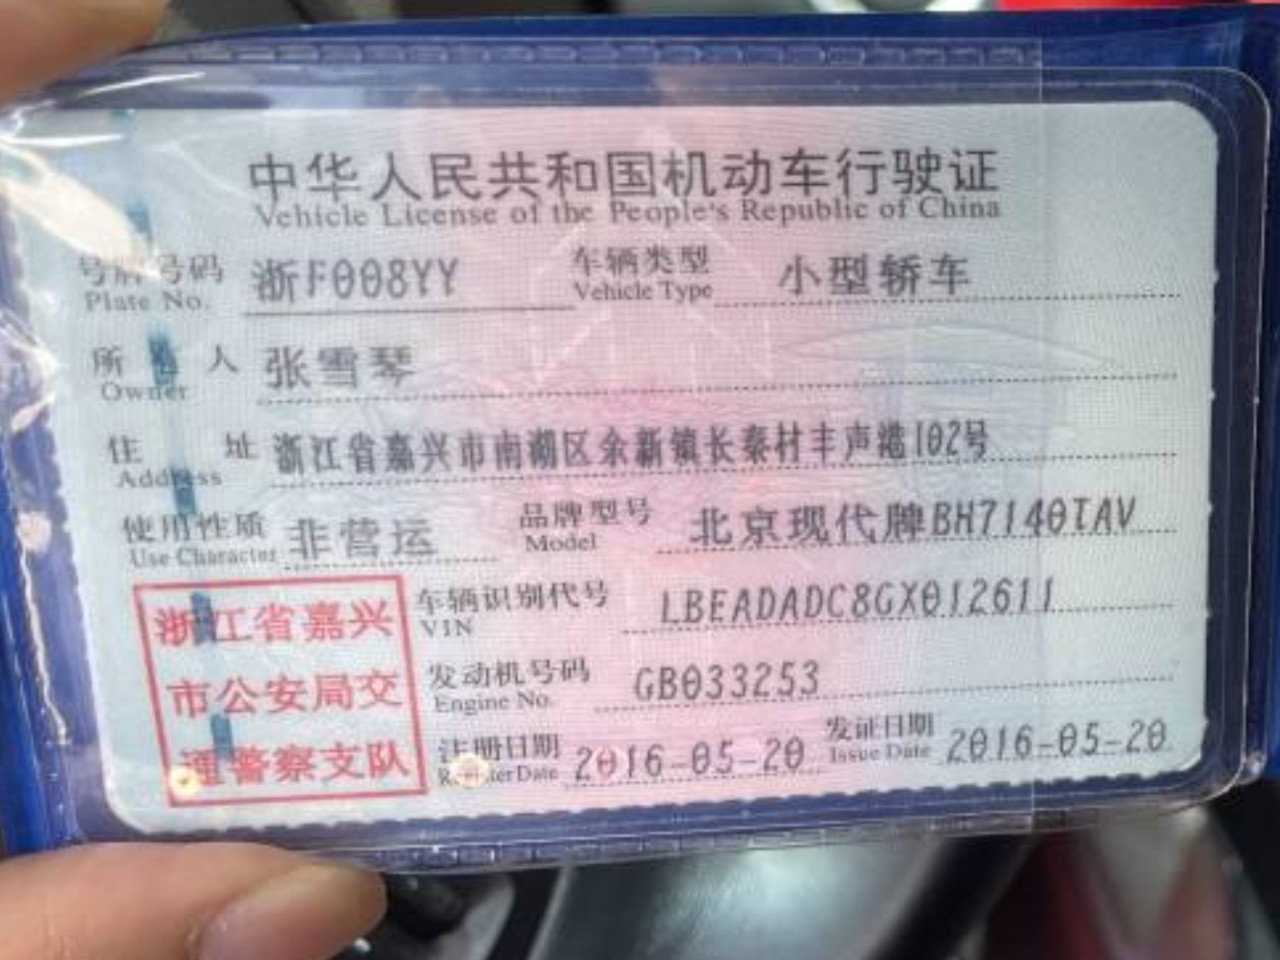 中华人民共和国机动车行驶证
Vehicle License of the People's Republic of China
号牌号码 浙F008YY 车辆类型 小型轿车
Plate No. Vehicle Type
所有人 张雪琴
Owner
住址 浙江省嘉兴市南湖区余新镇长秦村丰声港102号
Address
使用性质 非营运 品牌型号 北京现代牌BH7140TAV
Use Character Model
浙江省嘉兴 车辆识别代号 LBEADADC8GX012611
VIN
市公安局交 发动机号码 GB033253
Engine No.
通警察支队 注册日期 2016-05-20 发证日期 2016-05-20
Register Date Issue Date